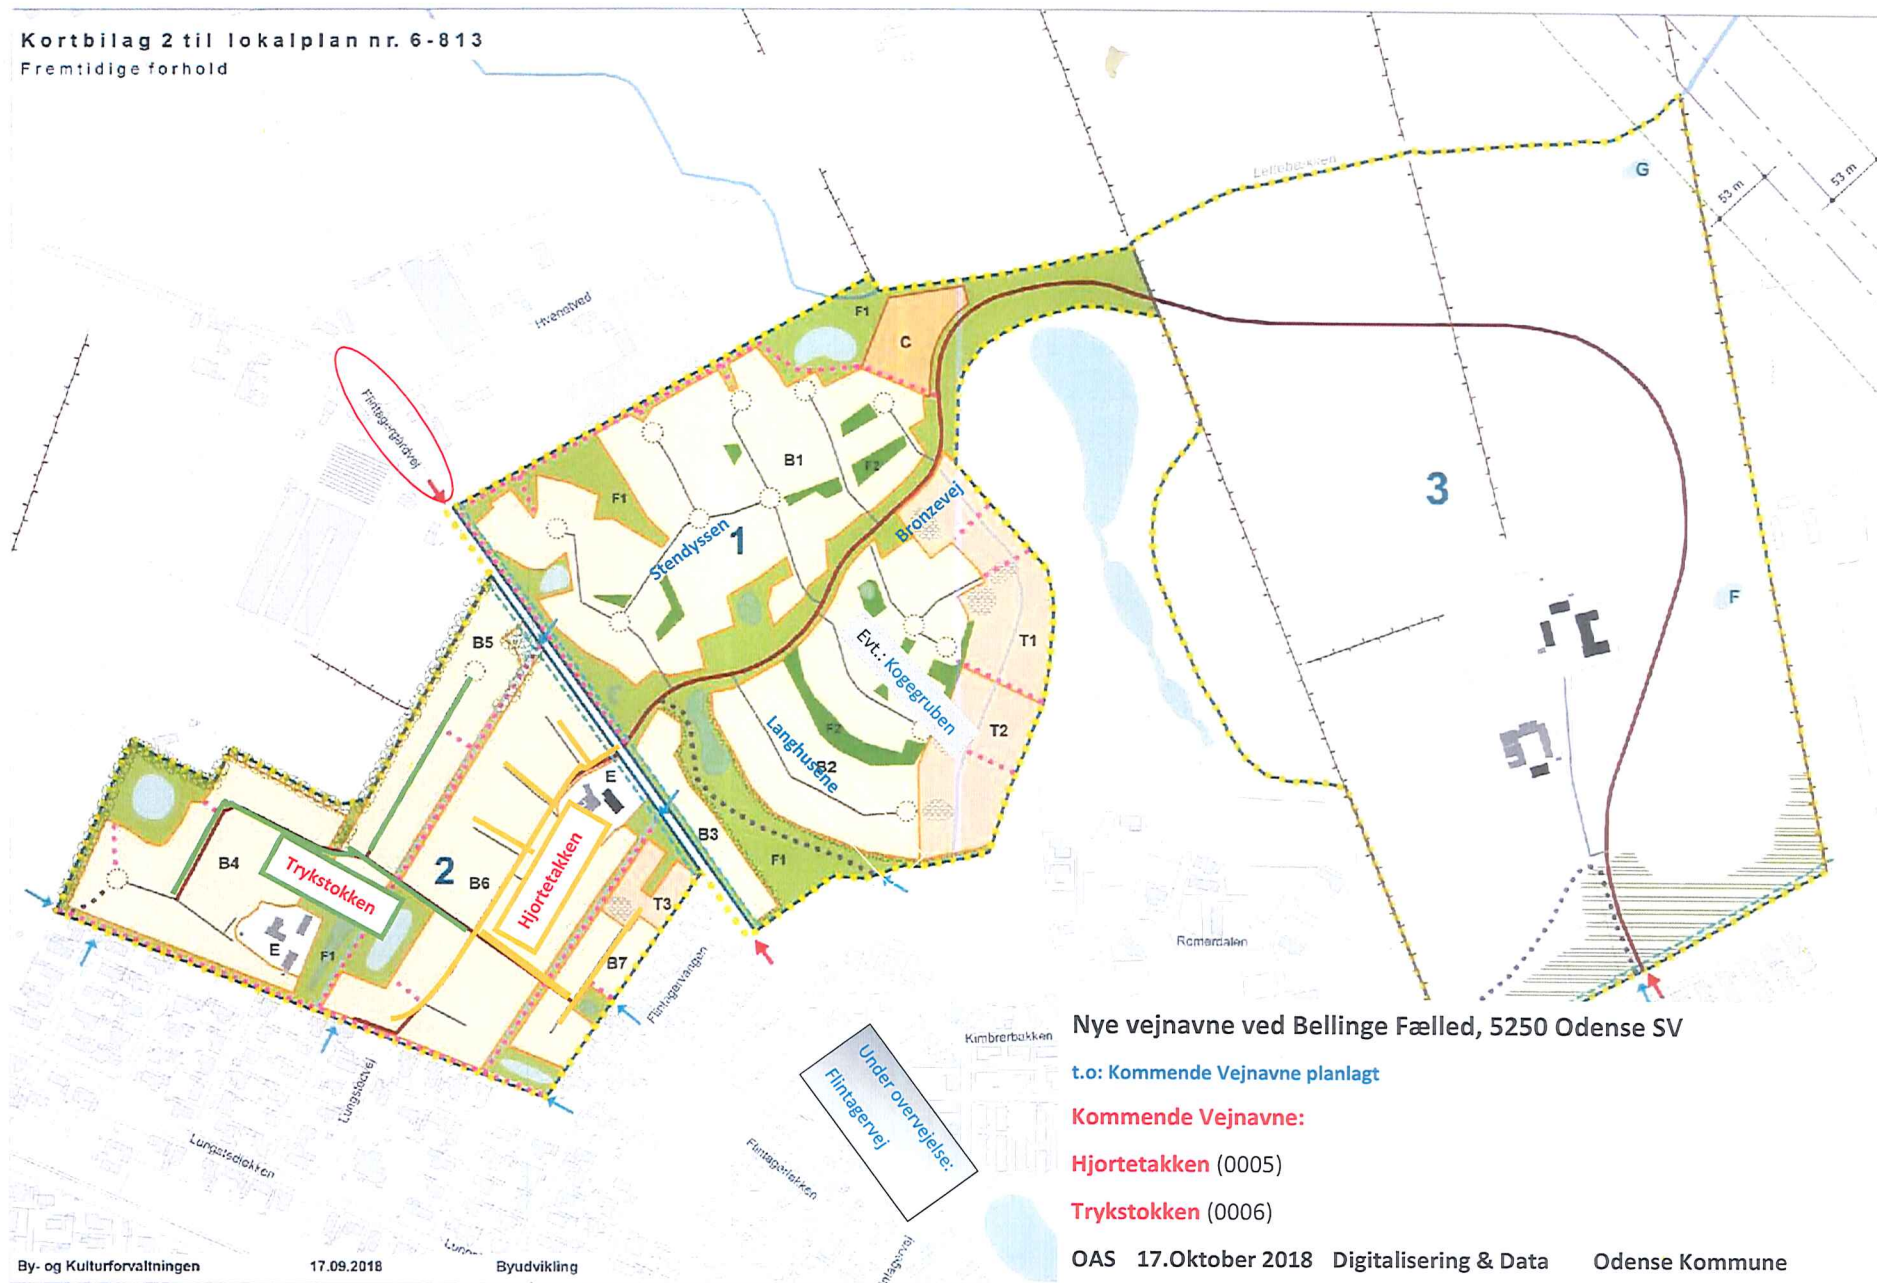 Kortbilag 2 til lokalplan nr. 6-813
Fremtidige forhold
53 m
53 m
G
Hvenetved
F1
C
B1
F2
3
F1
Bronzevej
1
Stendyssen
F
T1
B5
Evt.: Kogegruben
T2
F2
Langhusene
B2
E
B3
F1
B4
2
B6
Trykstokken
Hjortetakken
T3
E
F1
B7
Flintagervangen
Romerdalen
Lungstedvej
Kimbrerbakken
Under overvejelse:
Flintagervej
Lungstedløkken
Flintagerløkken
Nye vejnavne ved Bellinge Fælled, 5250 Odense SV
t.o: Kommende Vejnavne planlagt
Kommende Vejnavne:
Hjortetakken (0005)
Trykstokken (0006)
OAS 17.Oktober 2018 Digitalisering & Data Odense Kommune
By- og Kulturforvaltningen 17.09.2018 Byudvikling